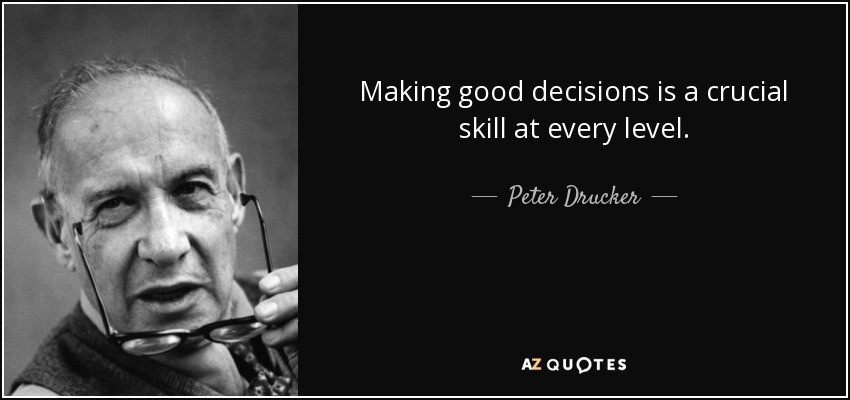 Making good decisions is a crucial
skill at every level.
Peter Drucker
AZ QUOTES